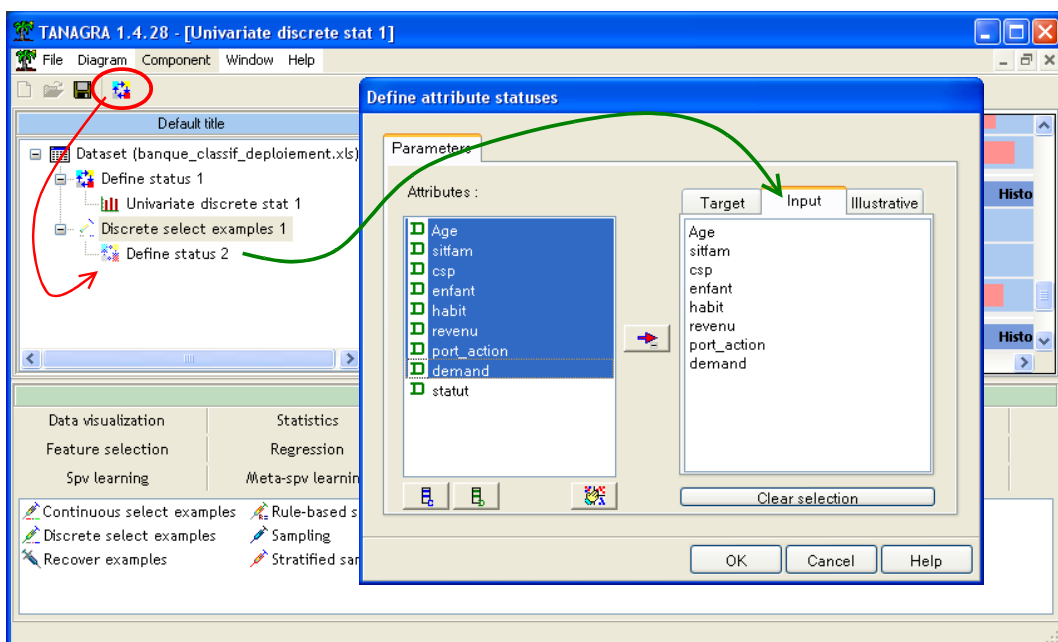 TANAGRA 1.4.28 - [Univariate discrete stat 1]
File Diagram Component Window Help
Default title
Dataset (banque_classif_deploiement.xls)
Define status 1
Univariate discrete stat 1
Discrete select examples 1
Define status 2
Histo
Histo
Define attribute statuses
Parameters
Attributes :
Age
sitfam
csp
enfant
habit
revenu
port_action
demand
statut
Target Input Illustrative
Age
sitfam
csp
enfant
habit
revenu
port_action
demand
Clear selection
OK Cancel Help
Data visualization Statistics
Feature selection Regression
Spv learning Meta-spv learnin
Continuous select examples Rule-based s
Discrete select examples Sampling
Recover examples Stratified sar